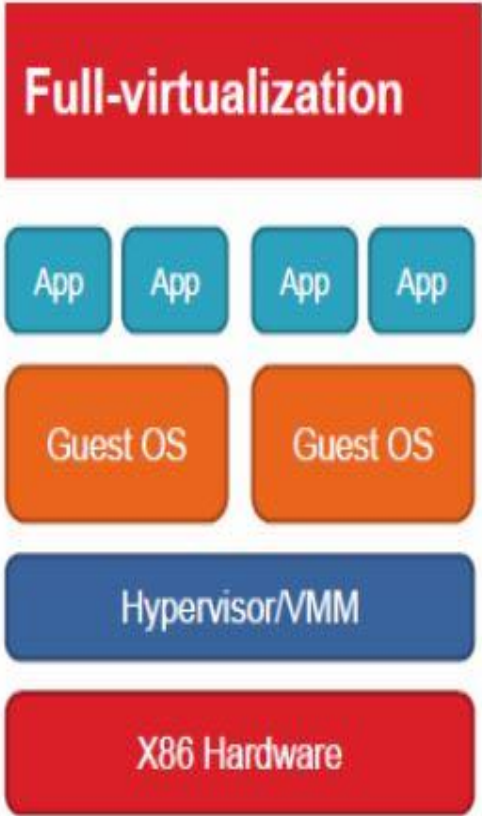 Full-virtualization
App App App App
Guest OS Guest OS
Hypervisor/VMM
X86 Hardware